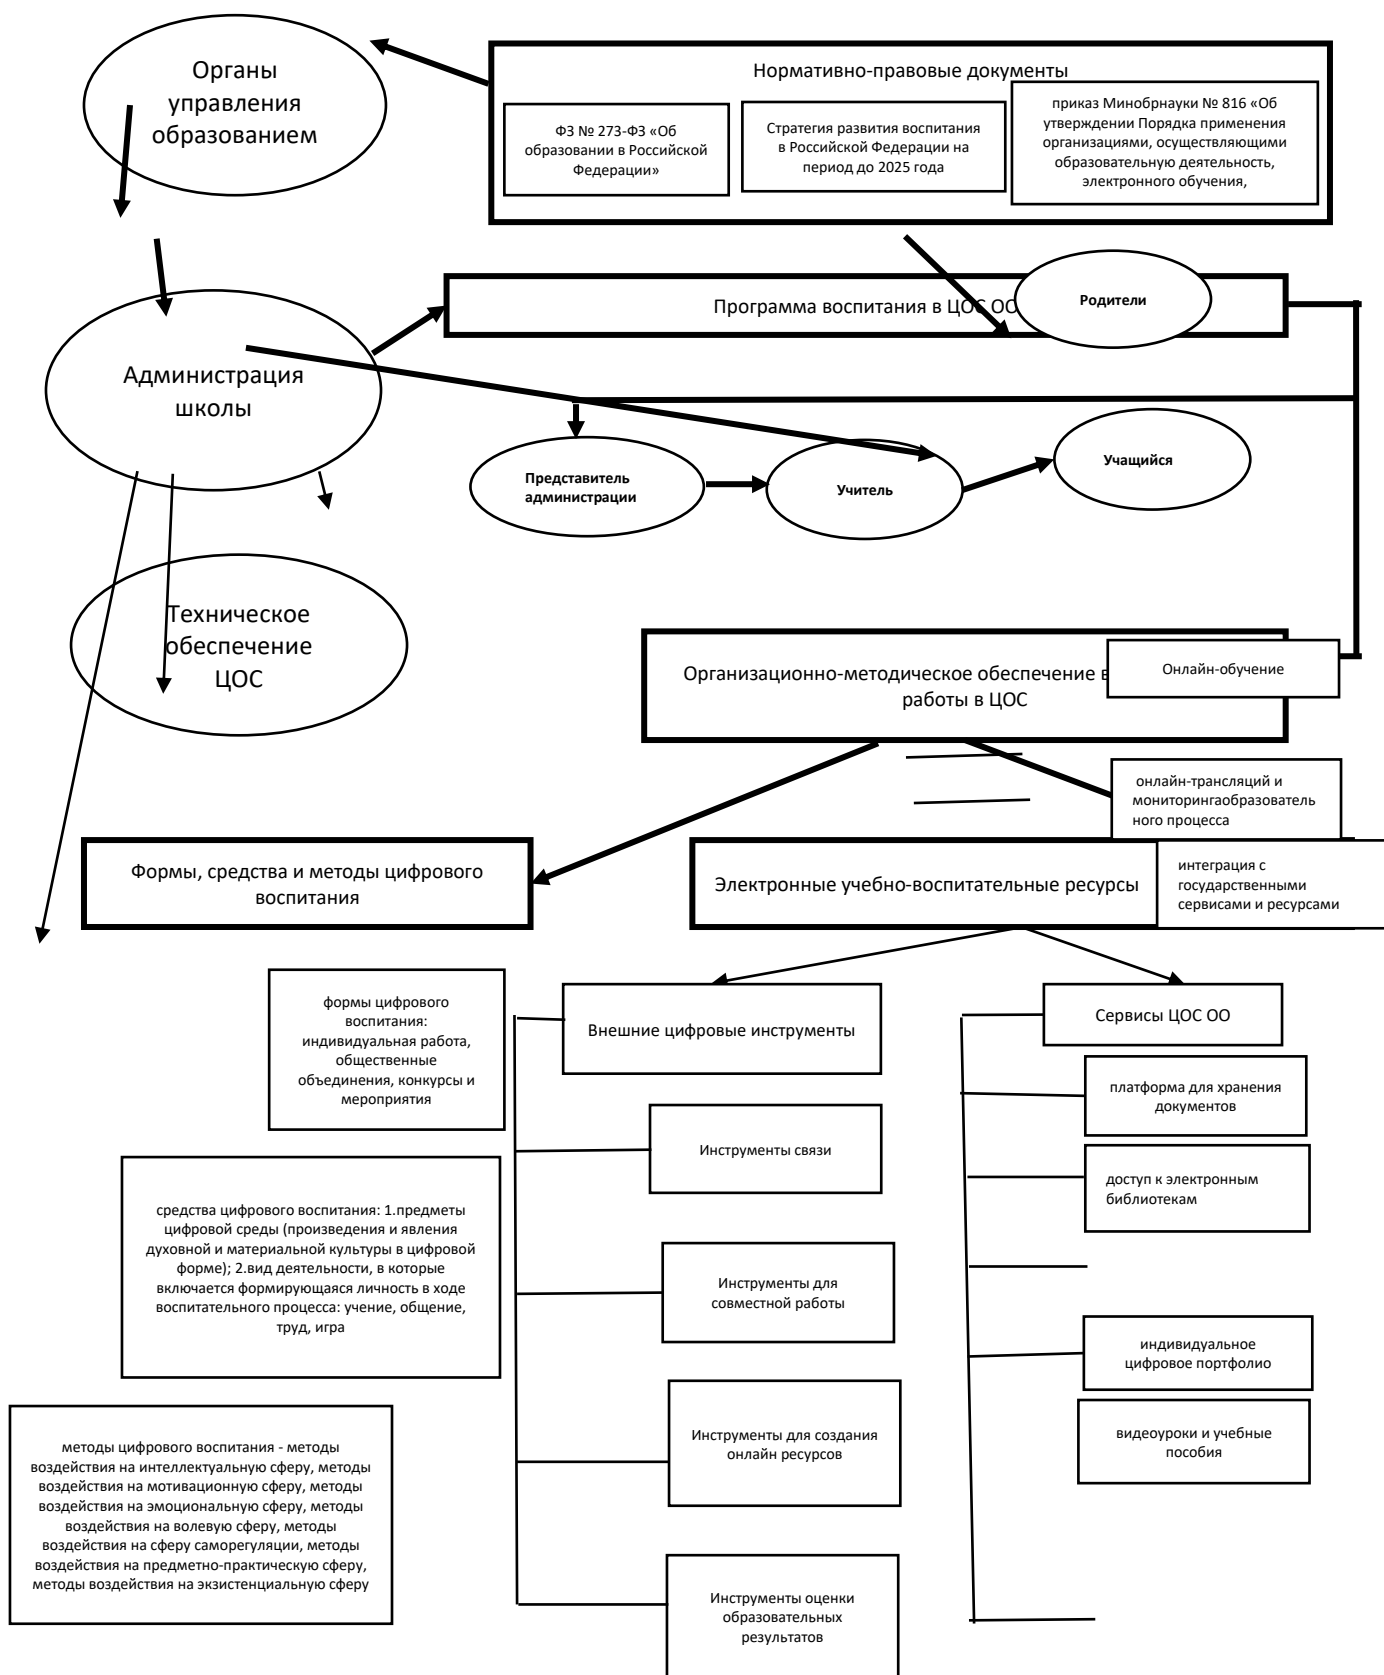 Органы
управления
образованием
Нормативно-правовые документы
ФЗ № 273-ФЗ «Об
образовании в Российской
Федерации»
Стратегия развития воспитания
в Российской Федерации на
период до 2025 года
приказ Минобрнауки № 816 «Об
утверждении Порядка применения
организациями, осуществляющими
образовательную деятельность,
электронного обучения,
Программа воспитания в ЦОС ОО
Родители
Администрация
школы
Представитель
администрации
Учитель
Учащийся
Техническое
обеспечение
ЦОС
Организационно-методическое обеспечение в
работы в ЦОС
Онлайн-обучение
онлайн-трансляций и
мониторингаобразователь
ного процесса
Формы, средства и методы цифрового
воспитания
Электронные учебно-воспитательные ресурсы
интеграция с
государственными
сервисами и ресурсами
формы цифрового
воспитания:
индивидуальная работа,
общественные
объединения, конкурсы и
мероприятия
Внешние цифровые инструменты
Сервисы ЦОС ОО
платформа для хранения
документов
Инструменты связи
доступ к электронным
библиотекам
средства цифрового воспитания: 1.предметы
цифровой среды (произведения и явления
духовной и материальной культуры в цифровой
форме); 2.вид деятельности, в которые
включается формирующаяся личность в ходе
воспитательного процесса: учение, общение,
труд, игра
Инструменты для
совместной работы
индивидуальное
цифровое портфолио
Инструменты для создания
онлайн ресурсов
видеоуроки и учебные
пособия
методы цифрового воспитания - методы
воздействия на интеллектуальную сферу, методы
воздействия на мотивационную сферу, методы
воздействия на эмоциональную сферу, методы
воздействия на волевую сферу, методы
воздействия на сферу саморегуляции, методы
воздействия на предметно-практическую сферу,
методы воздействия на экзистенциальную сферу
Инструменты оценки
образовательных
результатов